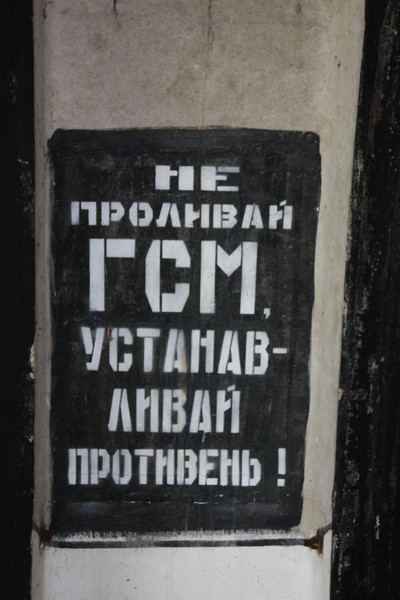 НЕ
ПРОЛИВАЙ
ГСМ,
УСТАНАВ-
ЛИВАЙ
ПРОТИВЕНЬ !